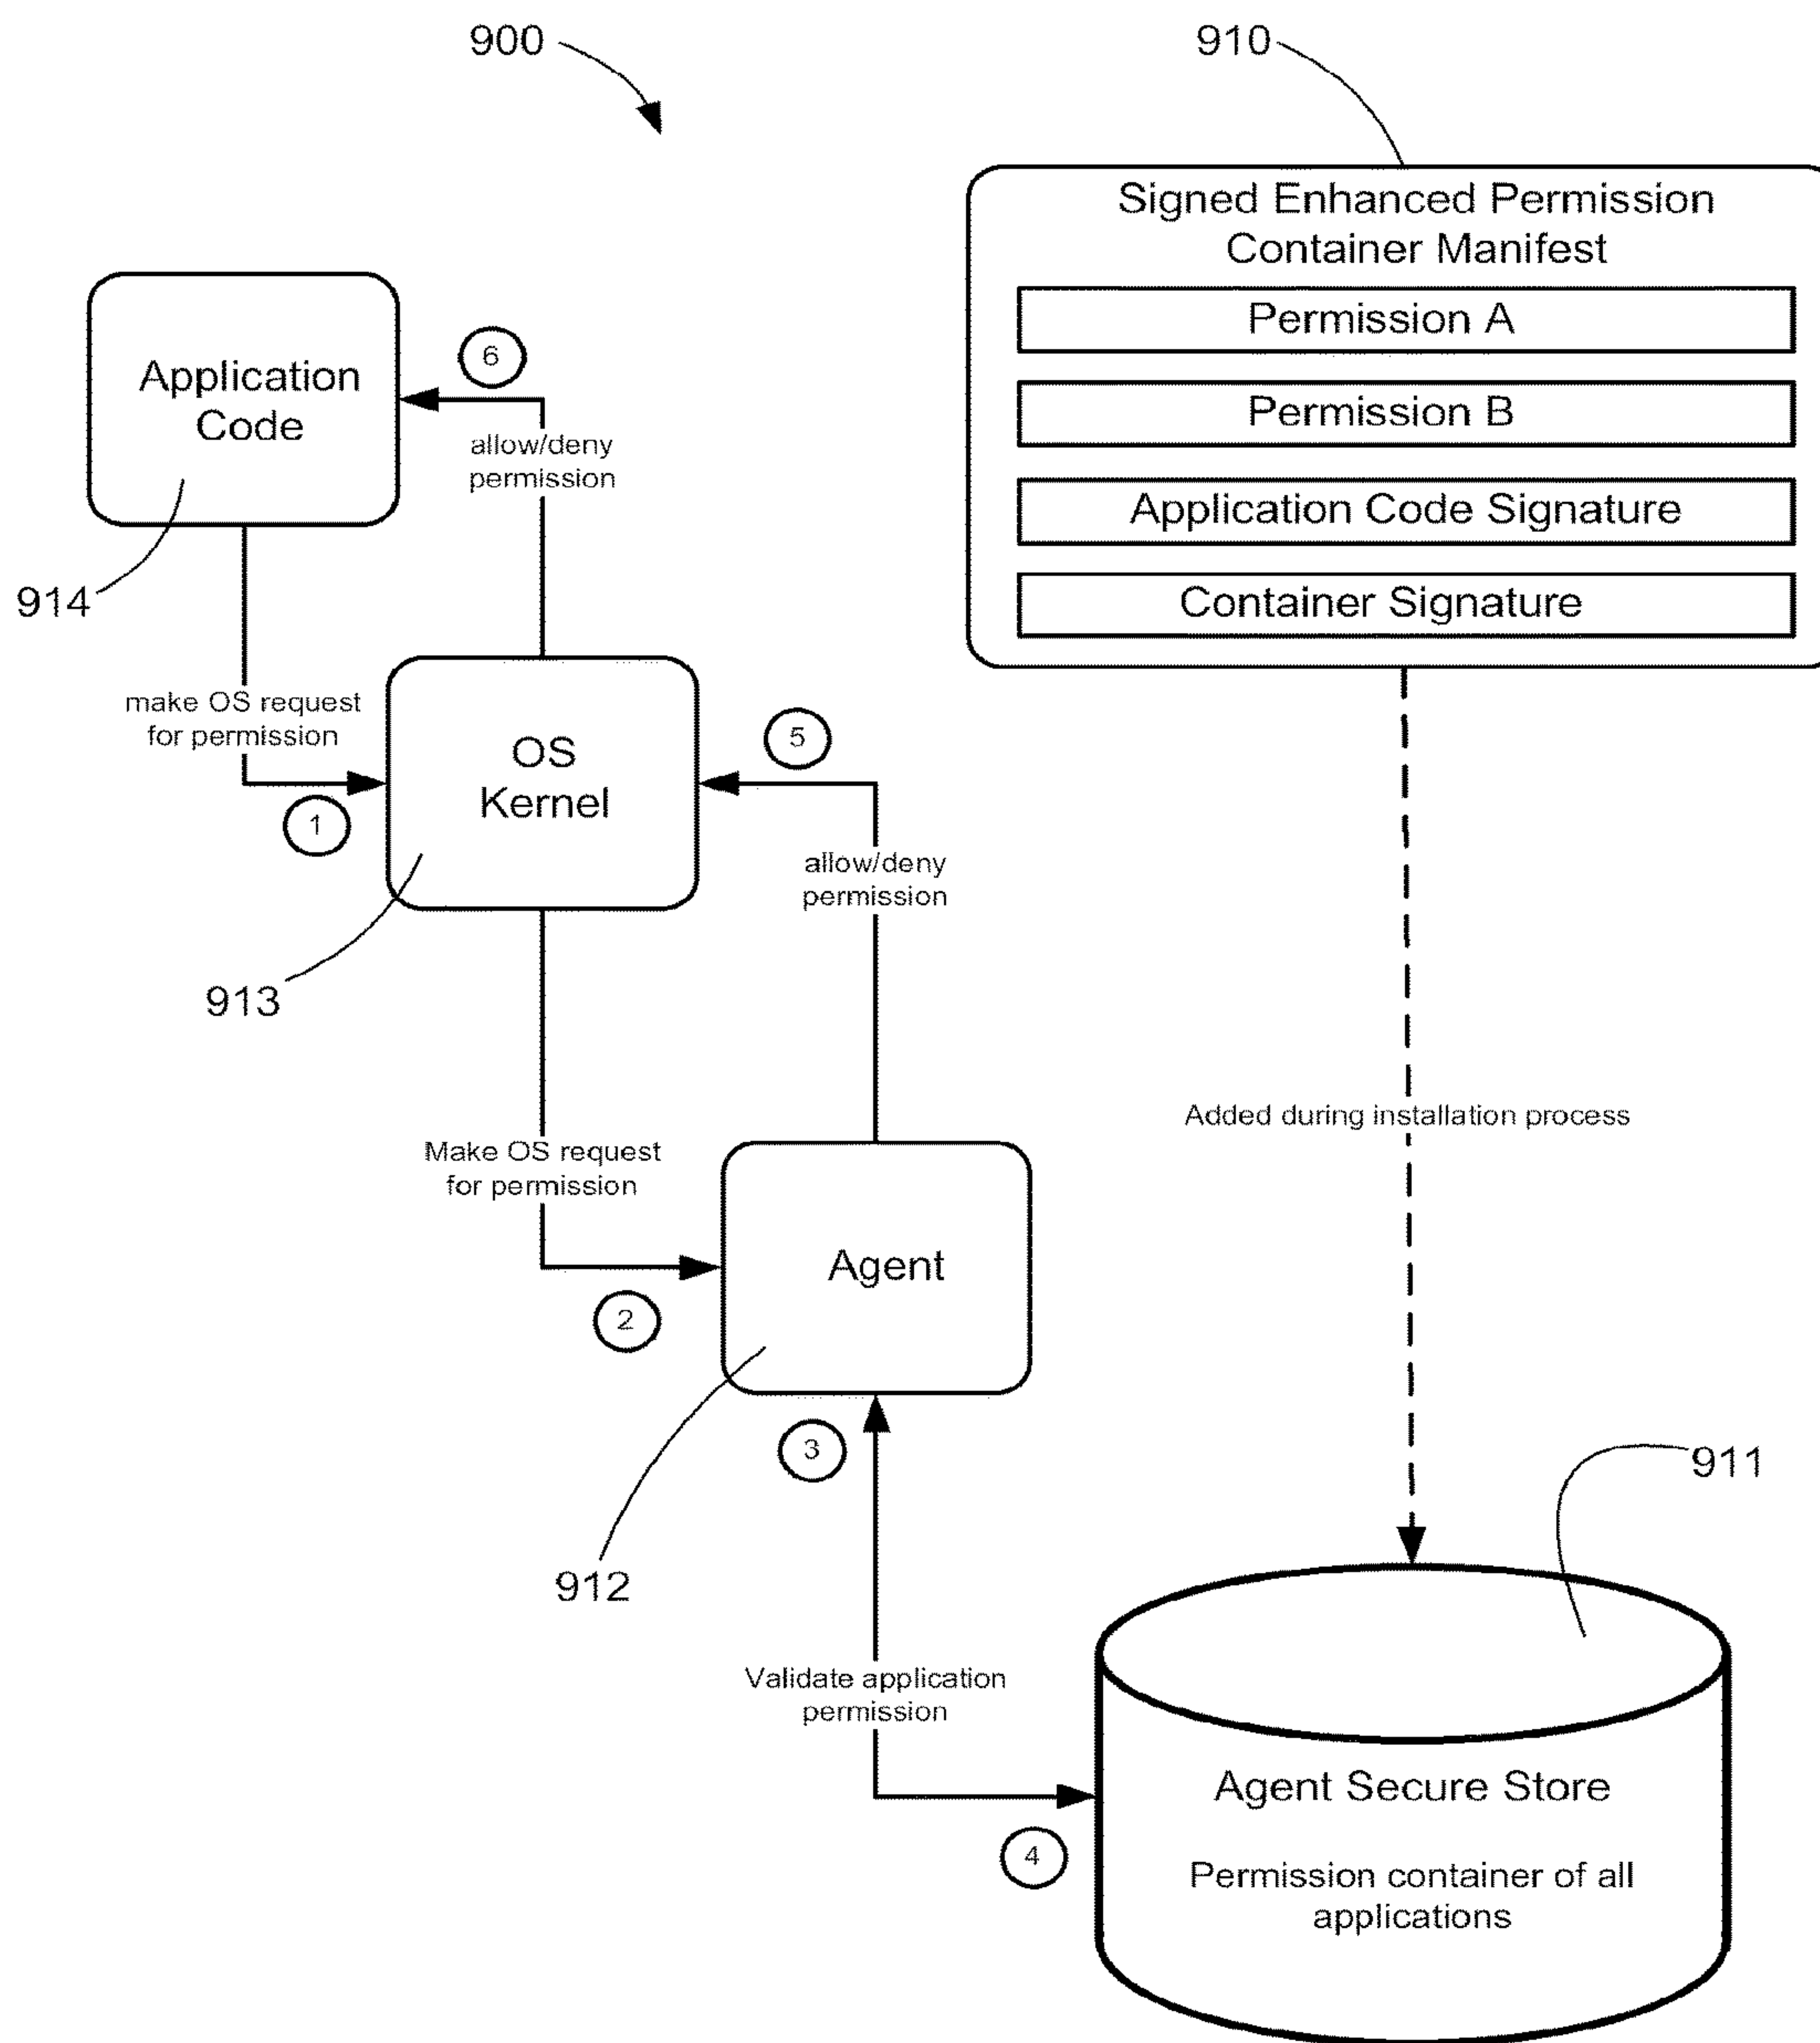 900
910
Signed Enhanced Permission
Container Manifest
Permission A
Permission B
Application Code Signature
Container Signature
Application
Code
6
allow/deny
permission
914
make OS request
for permission
1
OS
Kernel
5
allow/deny
permission
913
Make OS request
for permission
2
Agent
Added during installation process
3
912
911
Validate application
permission
4
Agent Secure Store
Permission container of all
applications